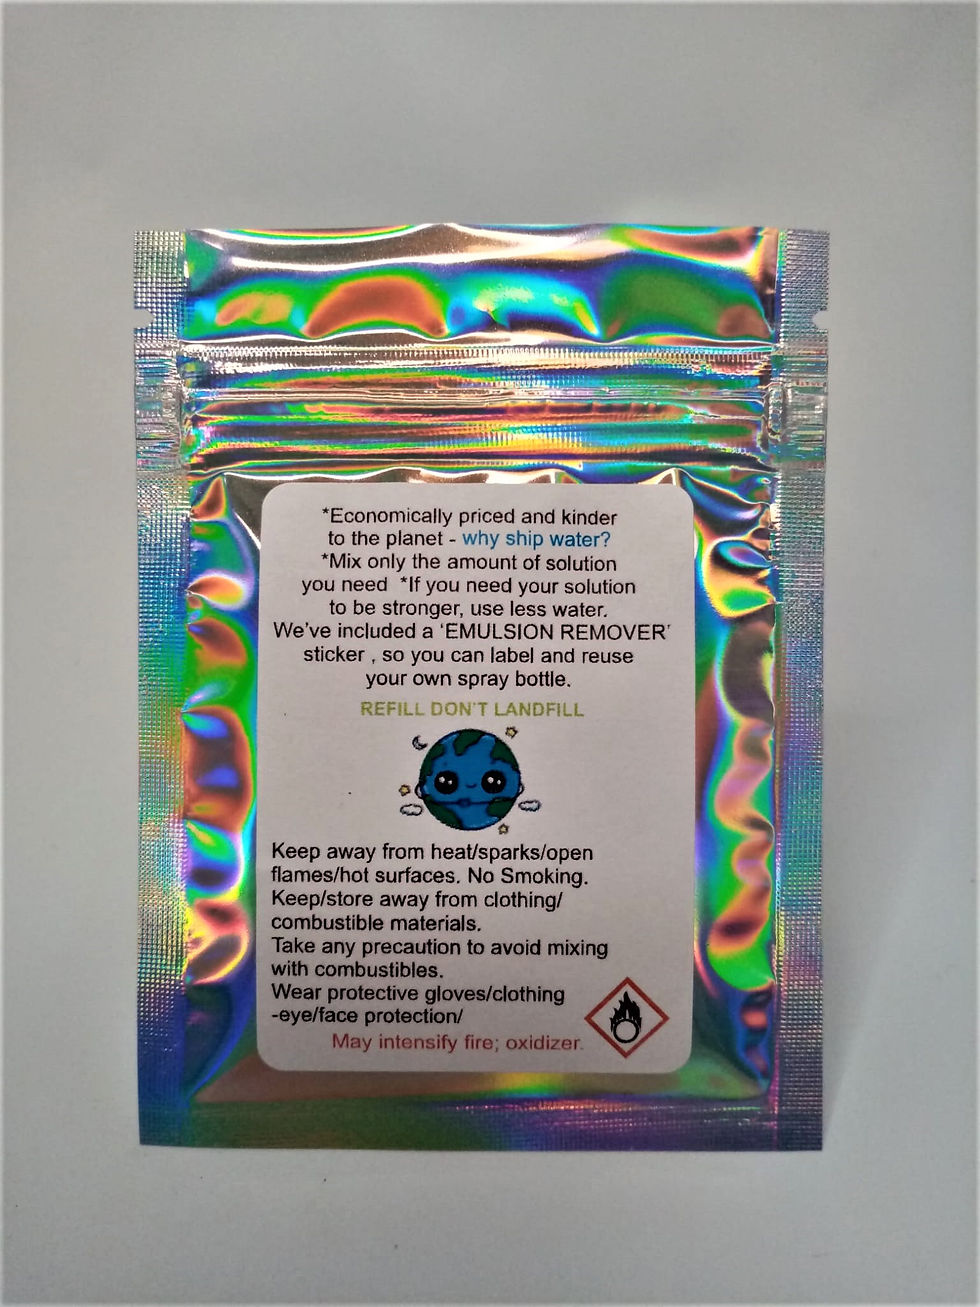 *Economically priced and kinder
to the planet - why ship water?
*Mix only the amount of solution
you need *If you need your solution
to be stronger, use less water.
We've included a 'EMULSION REMOVER'
sticker , so you can label and reuse
your own spray bottle.
REFILL DON'T LANDFILL
Keep away from heat/sparks/open
flames/hot surfaces. No Smoking.
Keep/store away from clothing/
combustible materials.
Take any precaution to avoid mixing
with combustibles.
Wear protective gloves/clothing
-eye/face protection/
May intensify fire; oxidizer.